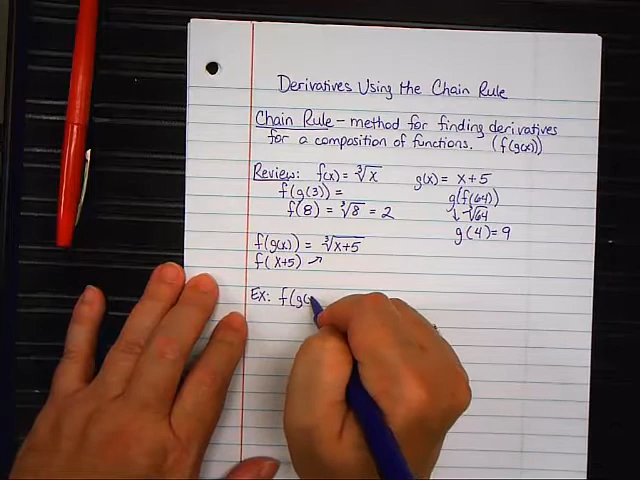 Derivatives Using the Chain Rule
Chain Rule - method for finding derivatives
for a composition of functions. (f(g(x)))
Review: f(x) = ∛x g(x) = x+5
f(g(3)) = g(f(64))
↓ ∛64
f(8) = ∛8 = 2
g(4) = 9
f(g(x)) = ∛x+5
f(x+5) ↗
Ex: f(g(